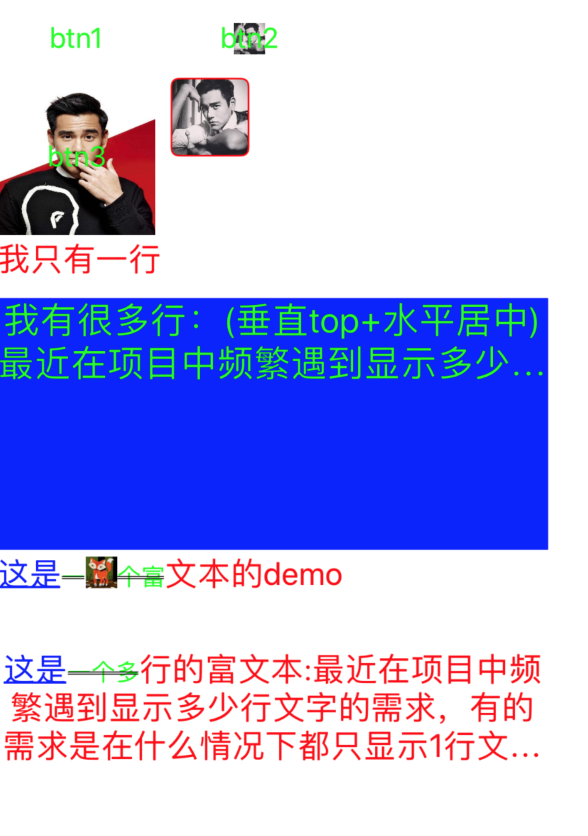 btn1 btn2
btn3
我只有一行
我有很多行：(垂直top+水平居中)
最近在项目中频繁遇到显示多少...
这是一个富文本的demo
这是一个多行的富文本:最近在项目中频
繁遇到显示多少行文字的需求，有的
需求是在什么情况下都只显示1行文...